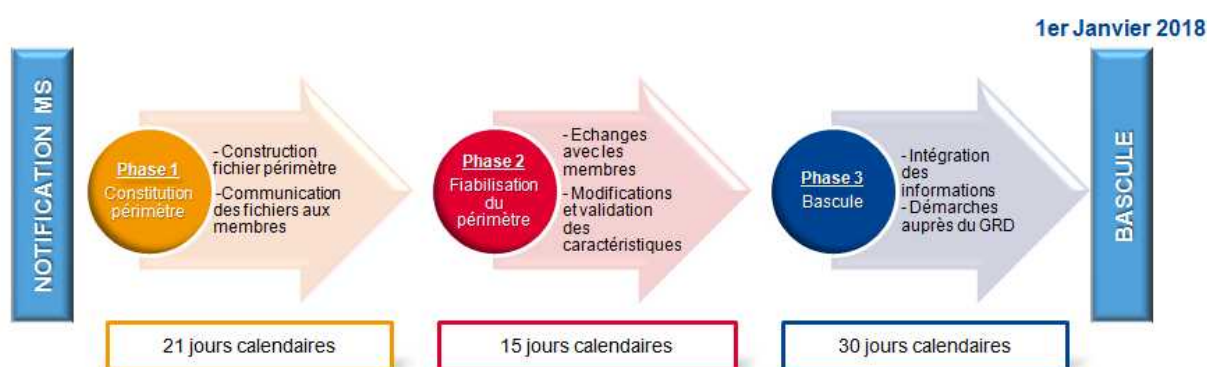 1er Janvier 2018
NOTIFICATION MS
Phase 1
Constitution
périmètre
- Construction
fichier périmètre
- Communication
des fichiers aux
membres
Phase 2
Fiabilisation
du
périmètre
- Echanges
avec les
membres
- Modifications
et validation
des
caractéristiques
Phase 3
Bascule
- Intégration
des
informations
- Démarches
auprès du GRD
BASCULE
21 jours calendaires
15 jours calendaires
30 jours calendaires